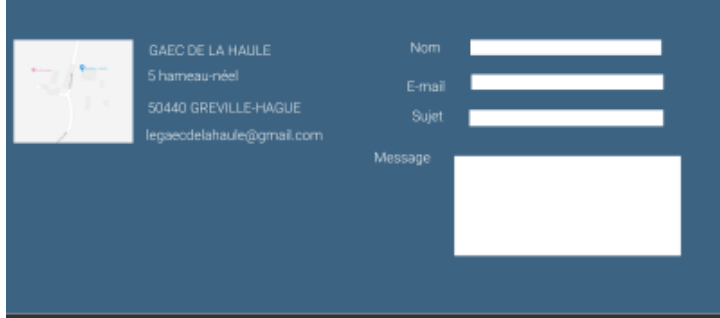 GAEC DE LA HAULE
5 hameau-néel
50440 GREVILLE-HAGUE
legaecdelahaule@gmail.com
Nom
E-mail
Sujet
Message